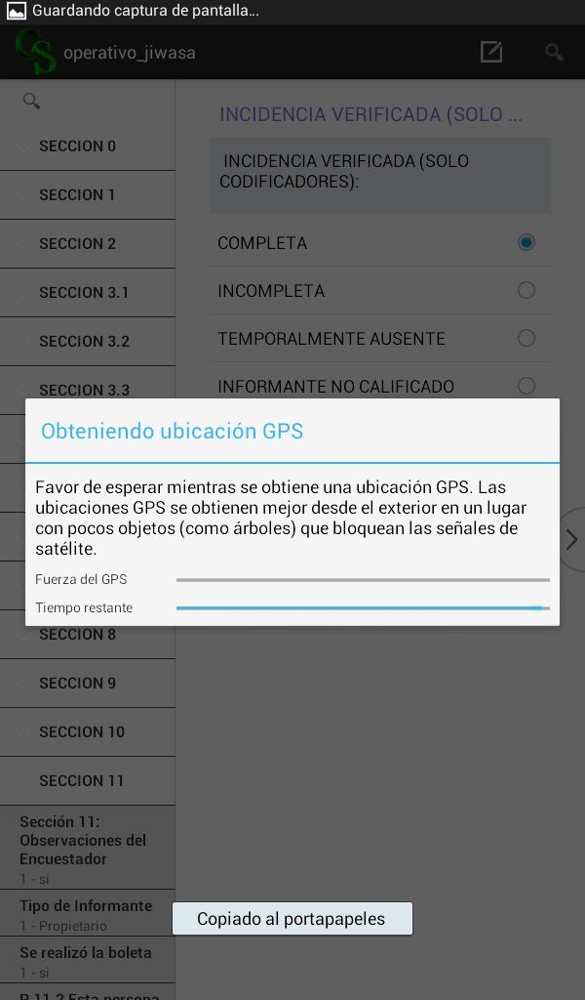 Guardando captura de pantalla...
operativo_jiwasa
SECCION 0
SECCION 1
SECCION 2
SECCION 3.1
SECCION 3.2
SECCION 3.3
INCIDENCIA VERIFICADA (SOLO ...
INCIDENCIA VERIFICADA (SOLO
CODIFICADORES):
COMPLETA
INCOMPLETA
TEMPORALMENTE AUSENTE
INFORMANTE NO CALIFICADO
Obteniendo ubicación GPS
Favor de esperar mientras se obtiene una ubicación GPS. Las
ubicaciones GPS se obtienen mejor desde el exterior en un lugar
con pocos objetos (como árboles) que bloquean las señales de
satélite.
Fuerza del GPS
Tiempo restante
SECCION 8
SECCION 9
SECCION 10
SECCION 11
Sección 11:
Observaciones del
Encuestador
1 - si
Tipo de Informante
1 - Propietario
Se realizó la boleta
1 - si
P 11.2 Esta persona
Copiado al portapapeles